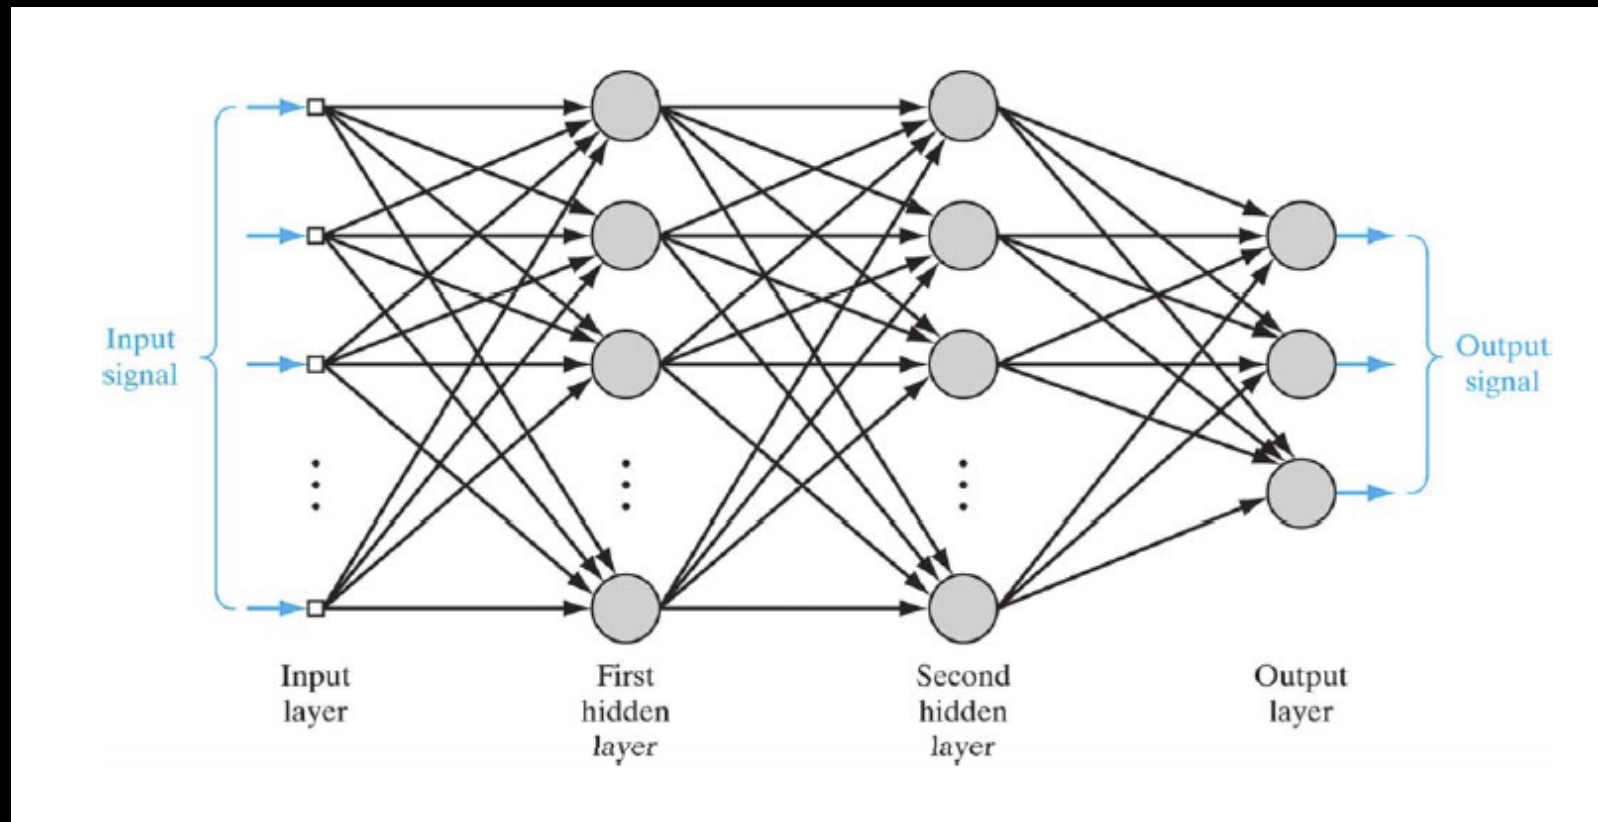 Input
signal
Output
signal
Input
layer
First
hidden
layer
Second
hidden
layer
Output
layer